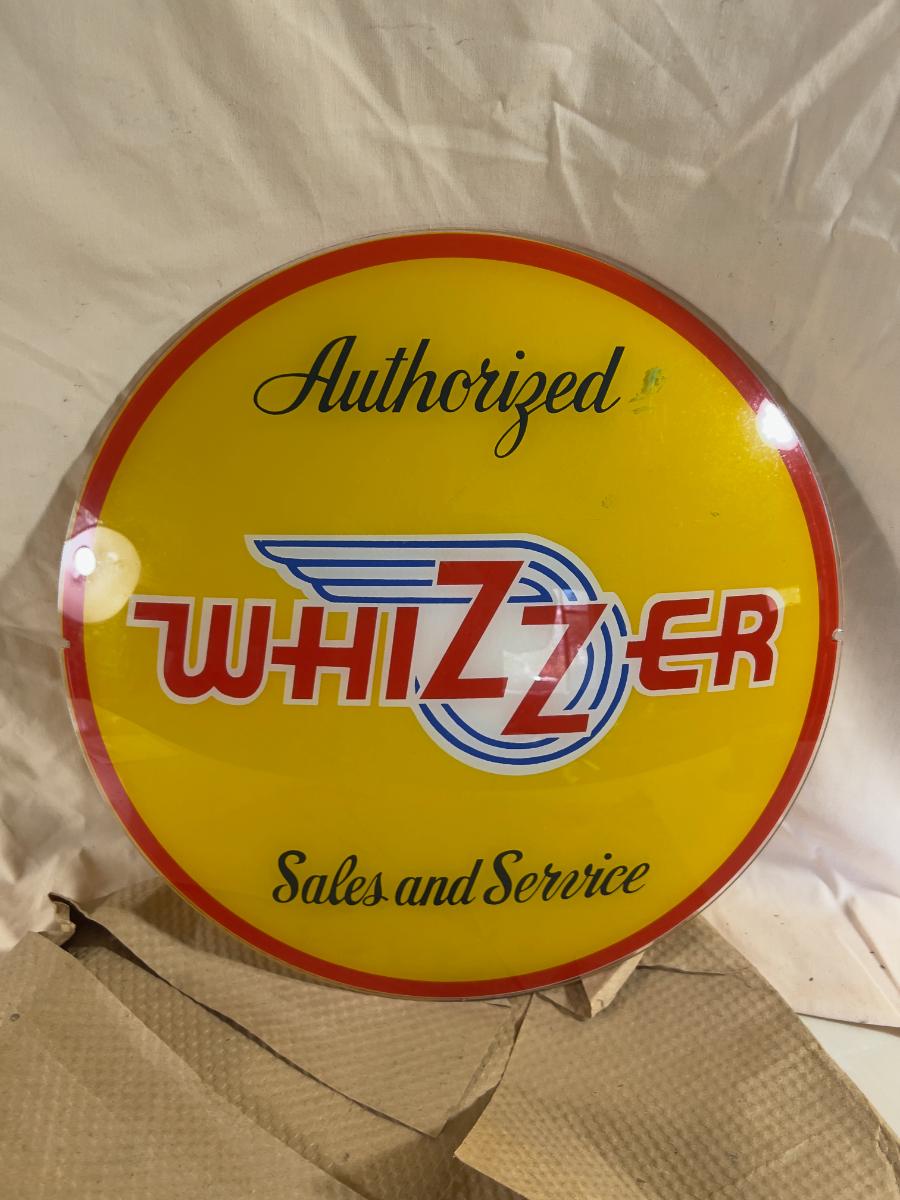 Authorized
WHIZZER
Sales and Service